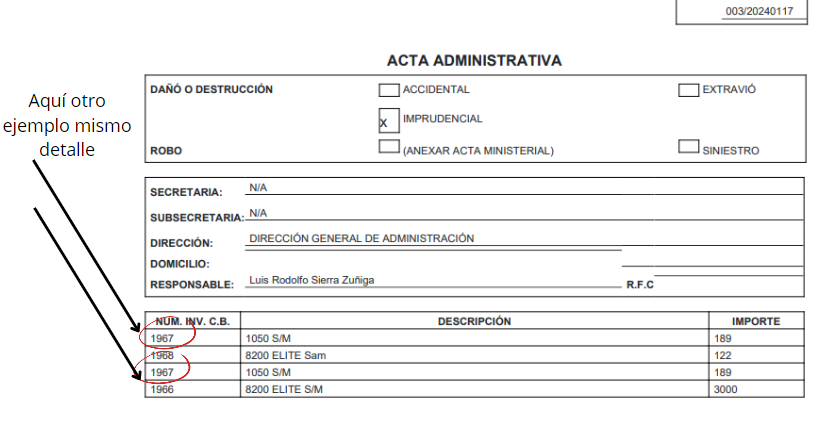 003/20240117
ACTA ADMINISTRATIVA
Aquí otro
ejemplo mismo
detalle
DAÑÓ O DESTRUCCIÓN
ACCIDENTAL
EXTRAVIÓ
X IMPRUDENCIAL
ROBO
(ANEXAR ACTA MINISTERIAL)
SINIESTRO
SECRETARIA: N/A
SUBSECRETARIA: N/A
DIRECCIÓN: DIRECCIÓN GENERAL DE ADMINISTRACIÓN
DOMICILIO:
RESPONSABLE: Luis Rodolfo Sierra Zuñiga R.F.C
NÚM. INV. C.B. DESCRIPCIÓN IMPORTE
1967 1050 S/M 189
1968 8200 ELITE Sam 122
1967 1050 S/M 189
1966 8200 ELITE S/M 3000